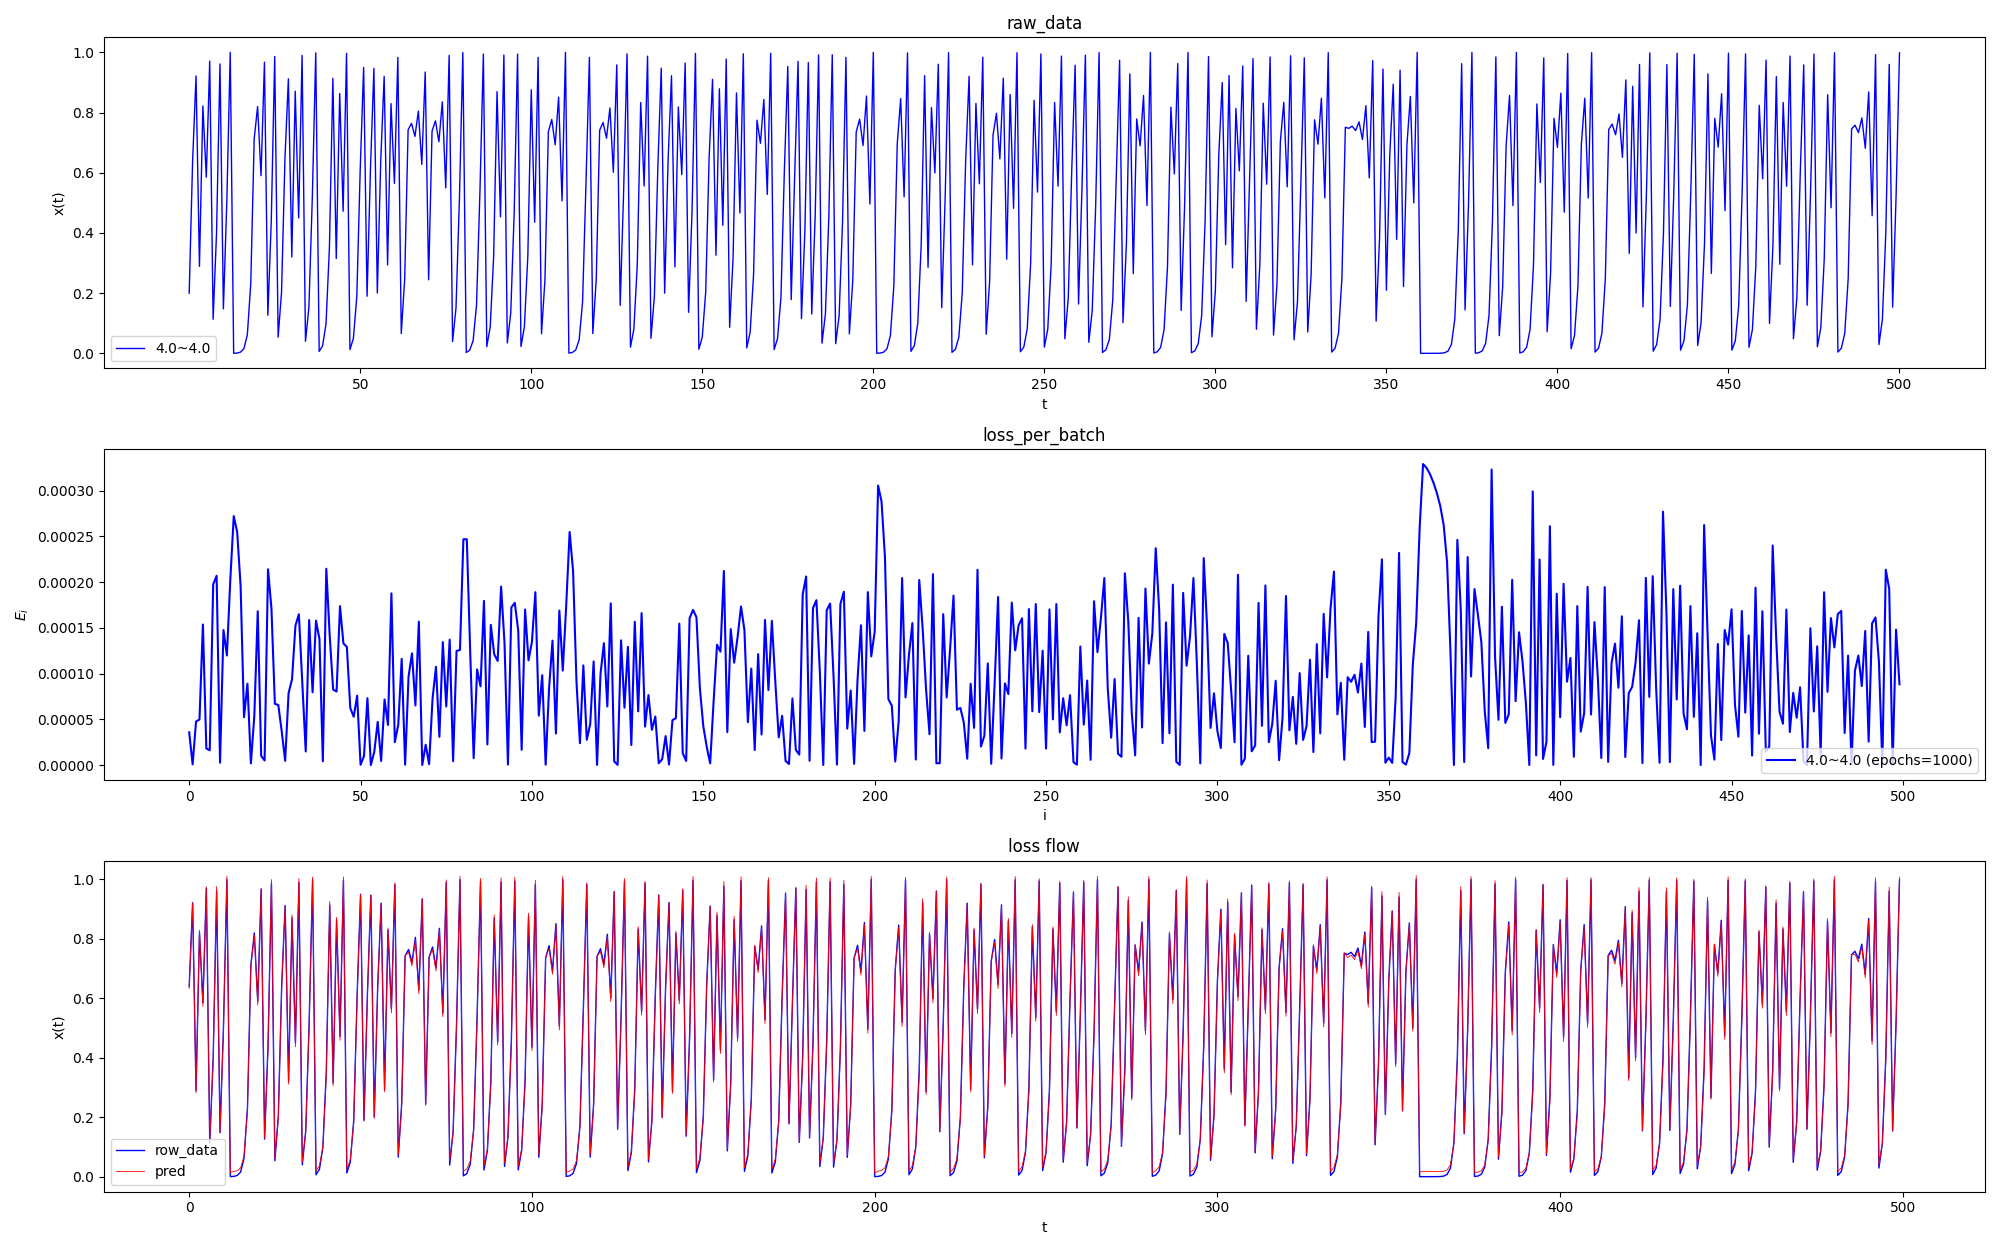 raw_data
1.0
0.8
0.6
0.4
0.2
0.0
x(t)
4.0~4.0
50 100 150 200 250 300 350 400 450 500
t
loss_per_batch
0.00030
0.00025
0.00020
0.00015
0.00010
0.00005
0.00000
E_i
4.0~4.0 (epochs=1000)
0 50 100 150 200 250 300 350 400 450 500
i
loss flow
1.0
0.8
0.6
0.4
0.2
0.0
x(t)
row_data
pred
0 100 200 300 400 500
t